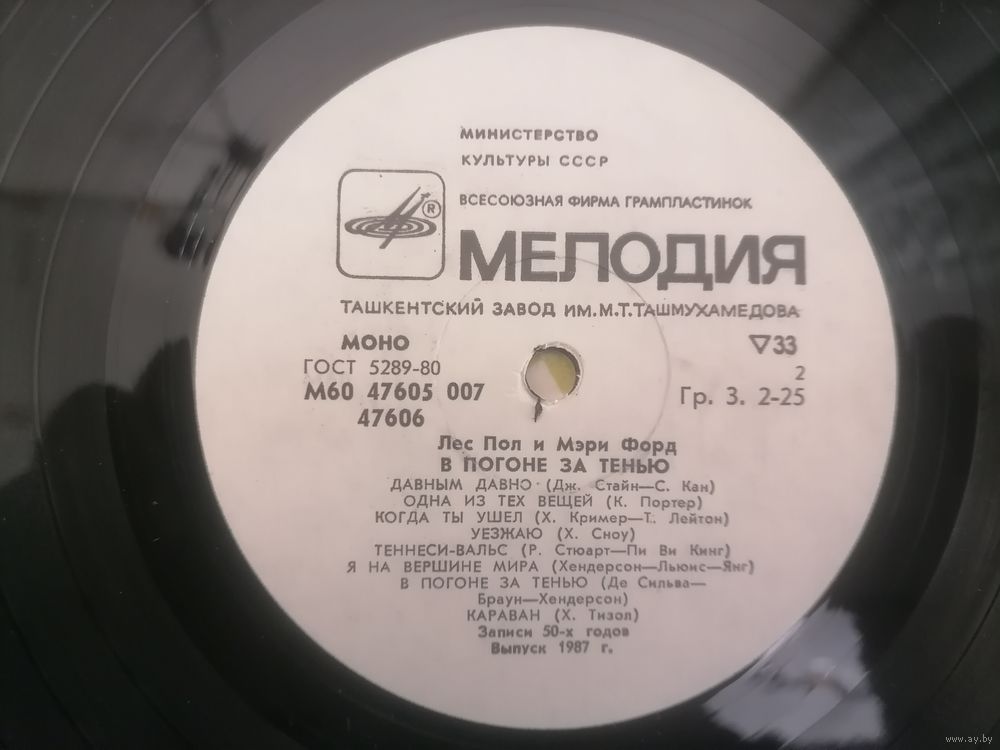 МИНИСТЕРСТВО
КУЛЬТУРЫ СССР
ВСЕСОЮЗНАЯ ФИРМА ГРАМПЛАСТИНОК
®
МЕЛОДИЯ
ТАШКЕНТСКИЙ ЗАВОД ИМ.М.Т.ТАШМУХАМЕДОВА
МОНО ▽33
ГОСТ 5289-80 2
М60 47605 007 Гр. 3. 2-25
47606
Лес Пол и Мэри Форд
В ПОГОНЕ ЗА ТЕНЬЮ
ДАВНЫМ ДАВНО (Дж. Стайн—С. Кан)
ОДНА ИЗ ТЕХ ВЕЩЕЙ (К. Портер)
КОГДА ТЫ УШЕЛ (Х. Кример—Т. Лейтон)
УЕЗЖАЮ (Х. Сноу)
ТЕННЕСИ-ВАЛЬС (Р. Стюарт—Пи Ви Кинг)
Я НА ВЕРШИНЕ МИРА (Хендерсон—Льюис—Янг)
В ПОГОНЕ ЗА ТЕНЬЮ (Де Сильва—
Браун—Хендерсон)
КАРАВАН (Х. Тизол)
Записи 50-х годов
Выпуск 1987 г.
www.ay.by